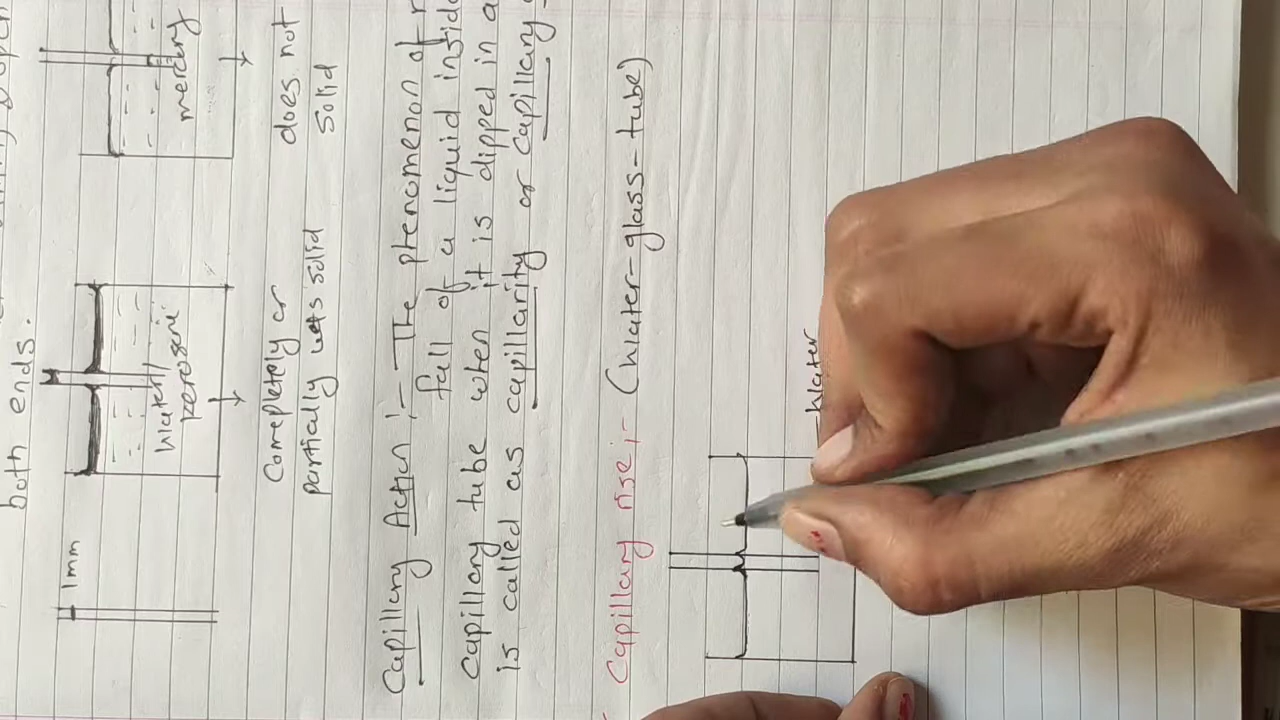 both ends.
1mm
Water/
kerosene
mercury
Completely or
partially wets solid
does not
solid
Capillary Action :- The phenomenon of
fall of a liquid inside
capillary tube when it is dipped in a
is called as capillarity or capillary
Capillary rise :- (Water-glass-tube)
Water